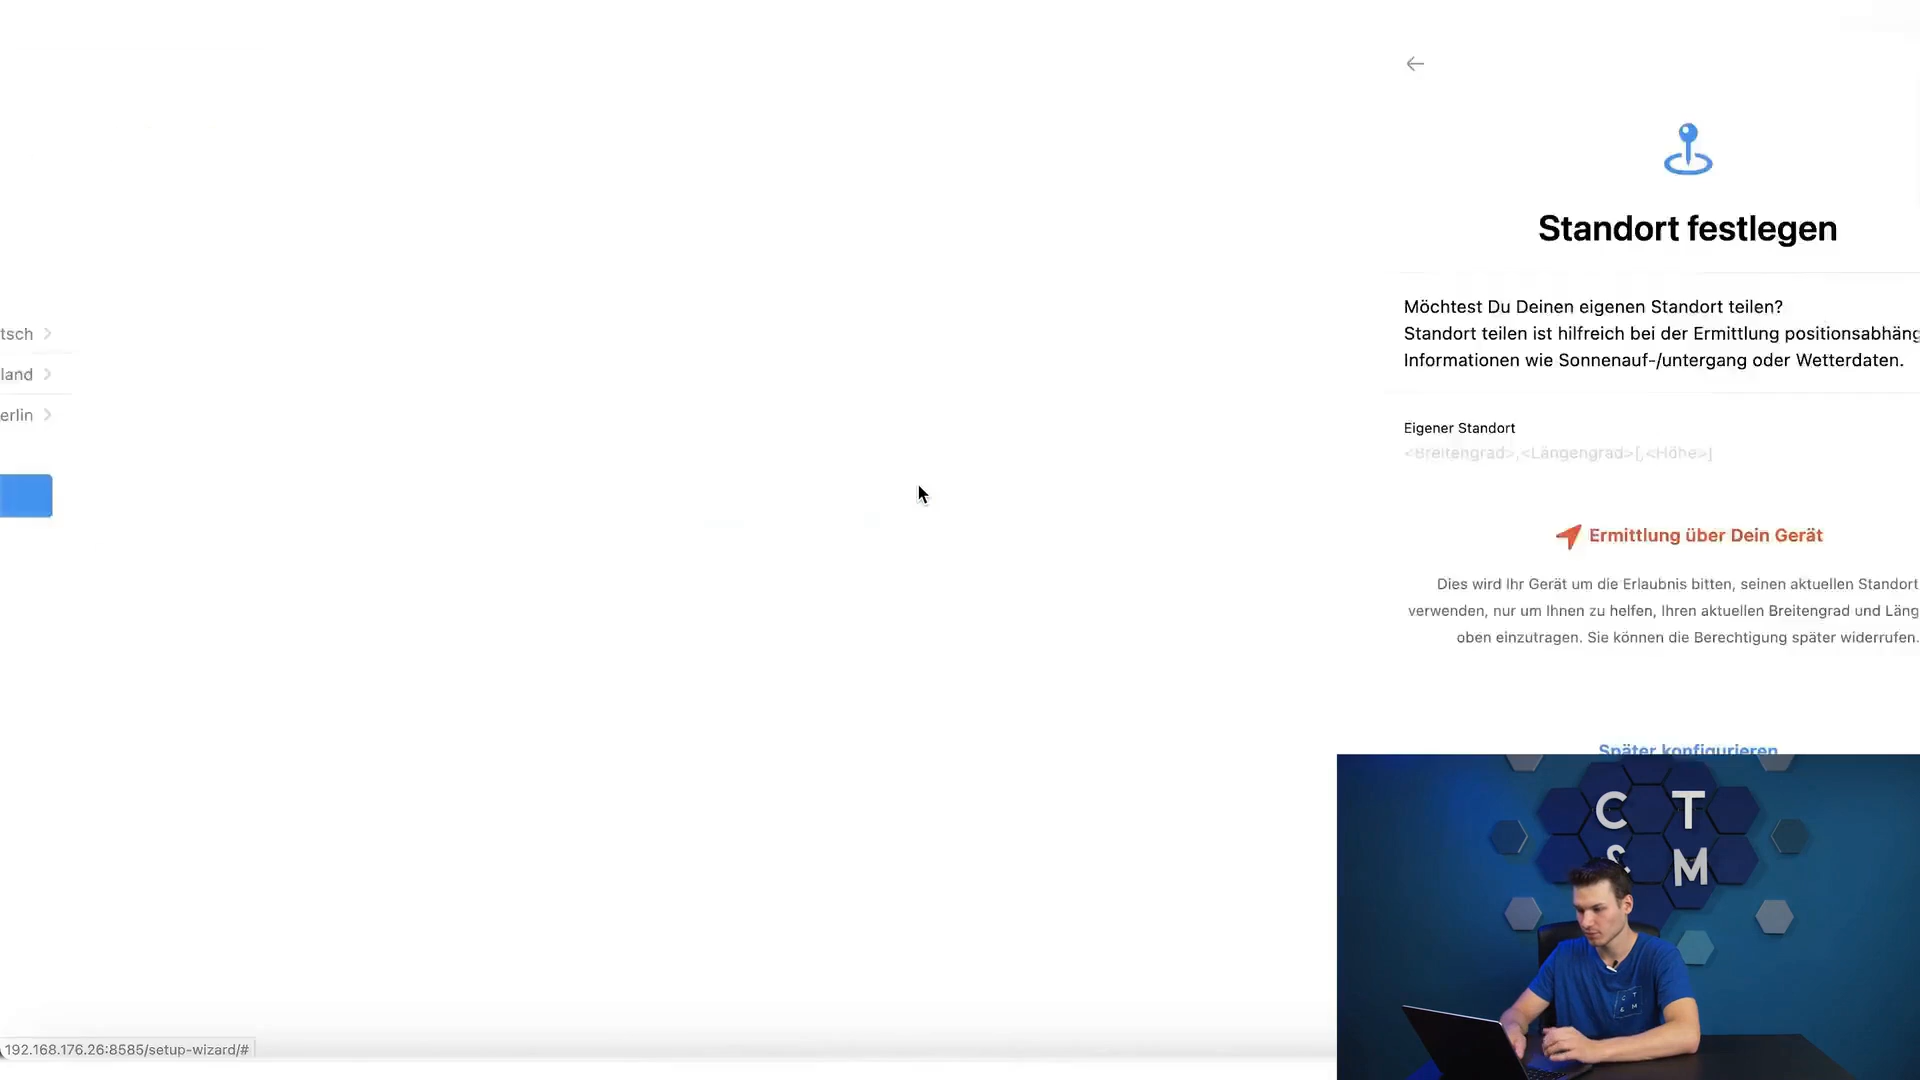 Standort festlegen
tsch
land
erlin
Möchtest Du Deinen eigenen Standort teilen?
Standort teilen ist hilfreich bei der Ermittlung positionsabhäng
Informationen wie Sonnenauf-/untergang oder Wetterdaten.
Eigener Standort
<Breitengrad>,<Längengrad>[,<Höhe>]
Ermittlung über Dein Gerät
Dies wird Ihr Gerät um die Erlaubnis bitten, seinen aktuellen Standort
verwenden, nur um Ihnen zu helfen, Ihren aktuellen Breitengrad und Läng
oben einzutragen. Sie können die Berechtigung später widerrufen.
Später konfigurieren
C T
& M
C T
& M
192.168.176.26:8585/setup-wizard/#